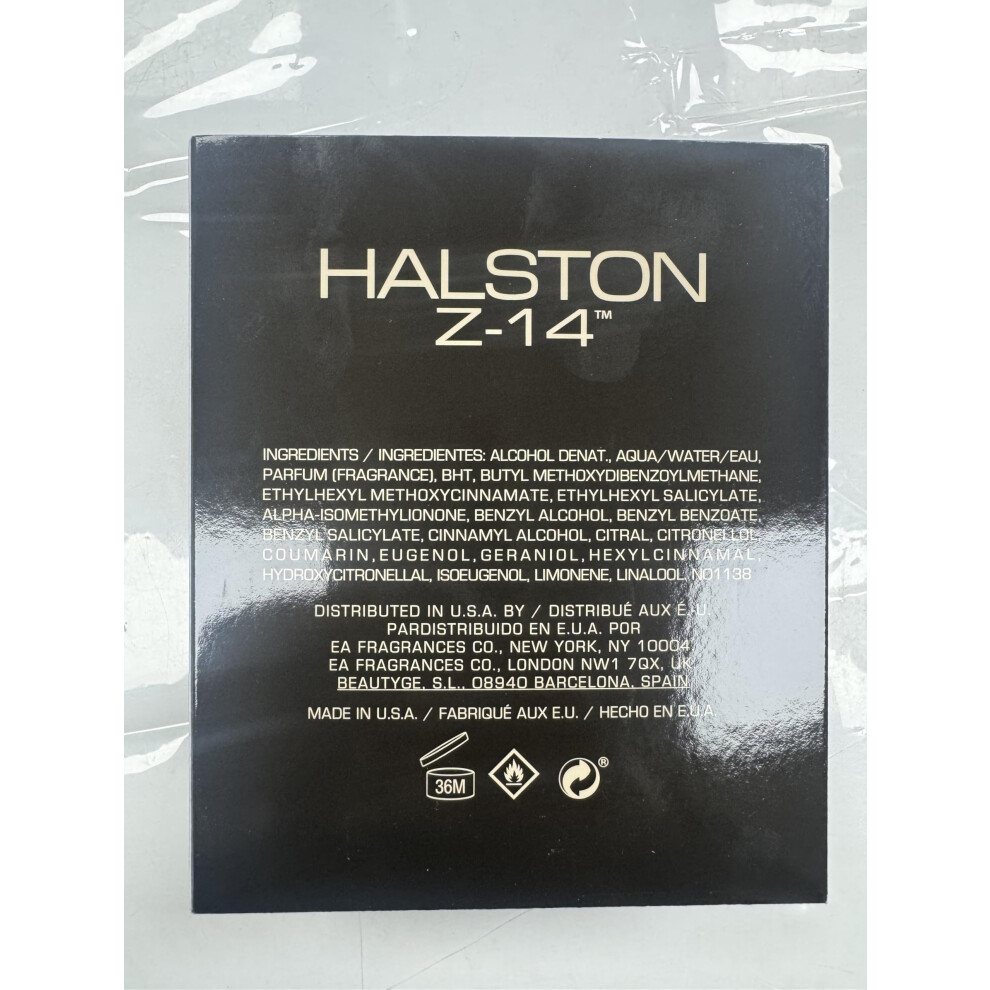 HALSTON
Z-14™
INGREDIENTS / INGREDIENTES: ALCOHOL DENAT., AQUA/WATER/EAU,
PARFUM (FRAGRANCE), BHT, BUTYL METHOXYDIBENZOYLMETHANE,
ETHYLHEXYL METHOXYCINNAMATE, ETHYLHEXYL SALICYLATE,
ALPHA-ISOMETHYLIONONE, BENZYL ALCOHOL, BENZYL BENZOATE,
BENZYL SALICYLATE, CINNAMYL ALCOHOL, CITRAL, CITRONELLOL,
COUMARIN, EUGENOL, GERANIOL, HEXYL CINNAMAL,
HYDROXYCITRONELLAL, ISOEUGENOL, LIMONENE, LINALOOL. N01138
DISTRIBUTED IN U.S.A. BY / DISTRIBUÉ AUX E.U.
PARDISTRIBUIDO EN E.U.A. POR
EA FRAGRANCES CO., NEW YORK, NY 10004
EA FRAGRANCES CO., LONDON NW1 7QX, UK
BEAUTYGE, S.L., 08940 BARCELONA, SPAIN
MADE IN U.S.A. / FABRIQUÉ AUX E.U. / HECHO EN E.U.A.
36M
®